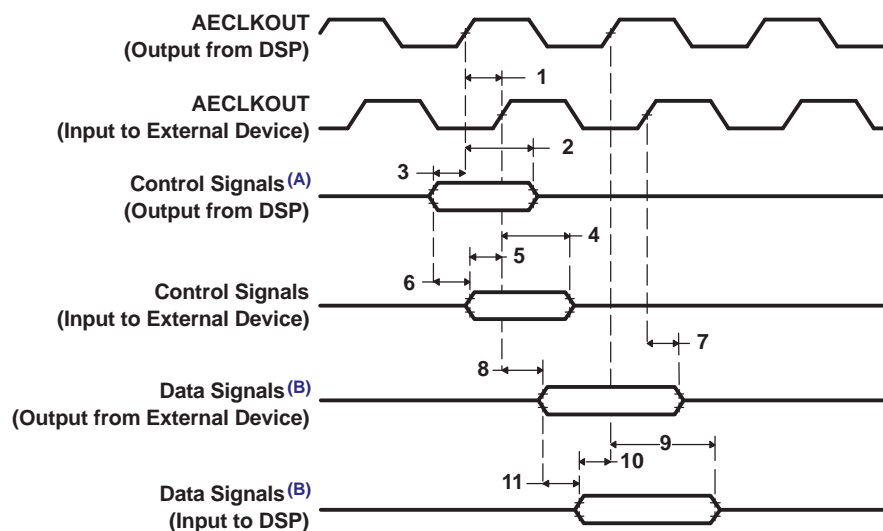 AECLKOUT
(Output from DSP)
1
AECLKOUT
(Input to External Device)
2
3
Control Signals (A)
(Output from DSP)
4
5
6
Control Signals
(Input to External Device)
7
8
Data Signals (B)
(Output from External Device)
9
10
11
Data Signals (B)
(Input to DSP)